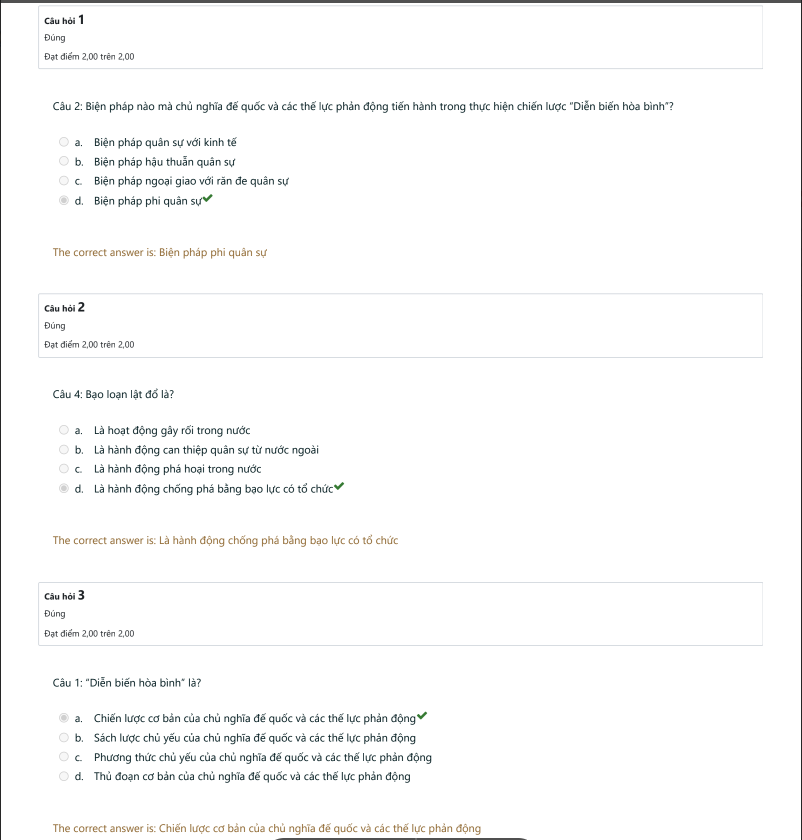 Câu hỏi 1
Đúng
Đạt điểm 2,00 trên 2,00
Câu 2: Biện pháp nào mà chủ nghĩa đế quốc và các thế lực phản động tiến hành trong thực hiện chiến lược "Diễn biến hòa bình"?
a. Biện pháp quân sự với kinh tế
b. Biện pháp hậu thuẫn quân sự
c. Biện pháp ngoại giao với răn đe quân sự
d. Biện pháp phi quân sự
The correct answer is: Biện pháp phi quân sự
Câu hỏi 2
Đúng
Đạt điểm 2,00 trên 2,00
Câu 4: Bạo loạn lật đổ là?
a. Là hoạt động gây rối trong nước
b. Là hành động can thiệp quân sự từ nước ngoài
c. Là hành động phá hoại trong nước
d. Là hành động chống phá bằng bạo lực có tổ chức
The correct answer is: Là hành động chống phá bằng bạo lực có tổ chức
Câu hỏi 3
Đúng
Đạt điểm 2,00 trên 2,00
Câu 1: "Diễn biến hòa bình" là?
a. Chiến lược cơ bản của chủ nghĩa đế quốc và các thế lực phản động
b. Sách lược chủ yếu của chủ nghĩa đế quốc và các thế lực phản động
c. Phương thức chủ yếu của chủ nghĩa đế quốc và các thế lực phản động
d. Thủ đoạn cơ bản của chủ nghĩa đế quốc và các thế lực phản động
The correct answer is: Chiến lược cơ bản của chủ nghĩa đế quốc và các thế lực phản động